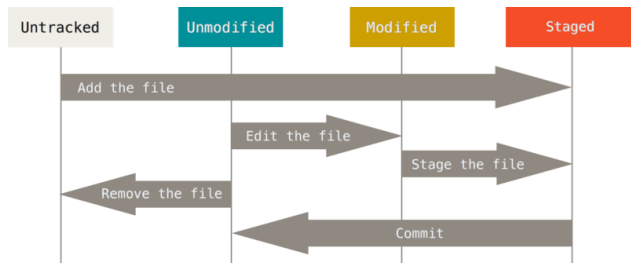 Untracked
Unmodified
Modified
Staged
Add the file
Edit the file
Stage the file
Remove the file
Commit